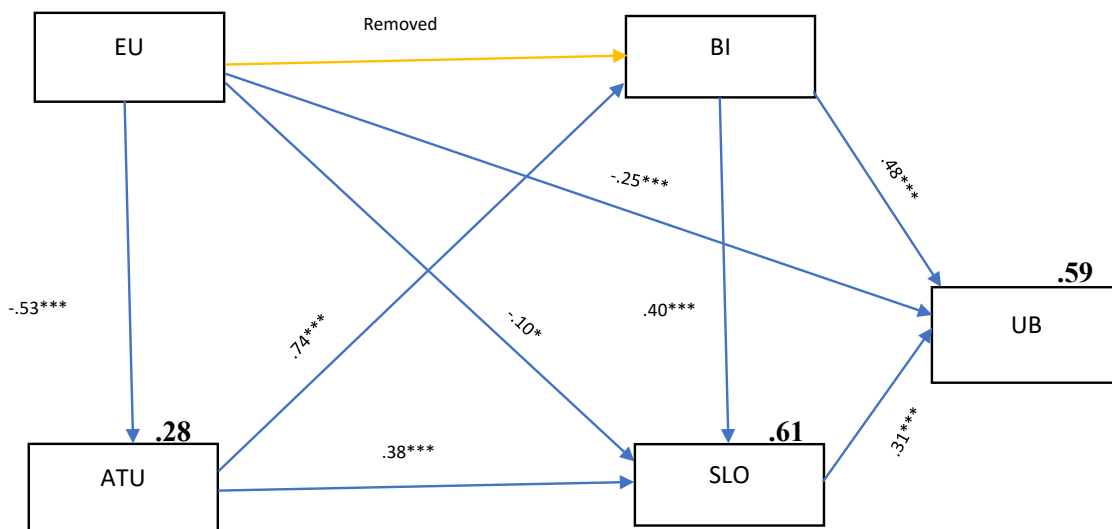 Removed
EU
BI
-.25***
.48***
.59
UB
-.53***
.74***
-.10*
.40***
.31***
.28
ATU
.38***
.61
SLO